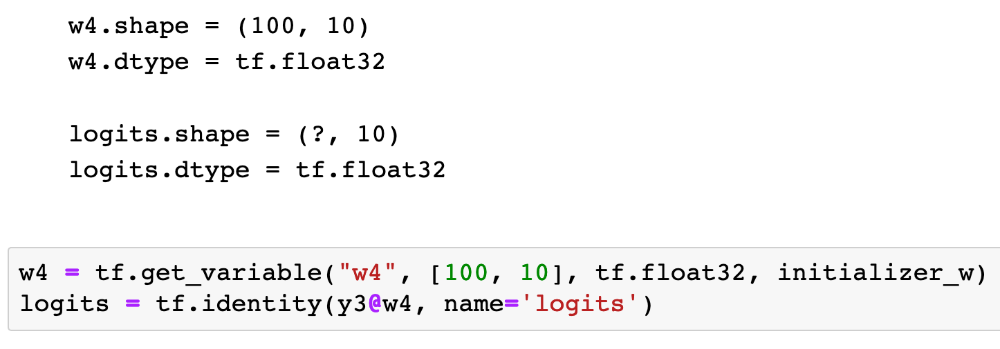 w4.shape = (100, 10)
w4.dtype = tf.float32
logits.shape = (?, 10)
logits.dtype = tf.float32
w4 = tf.get_variable("w4", [100, 10], tf.float32, initializer_w)
logits = tf.identity(y3@w4, name='logits')